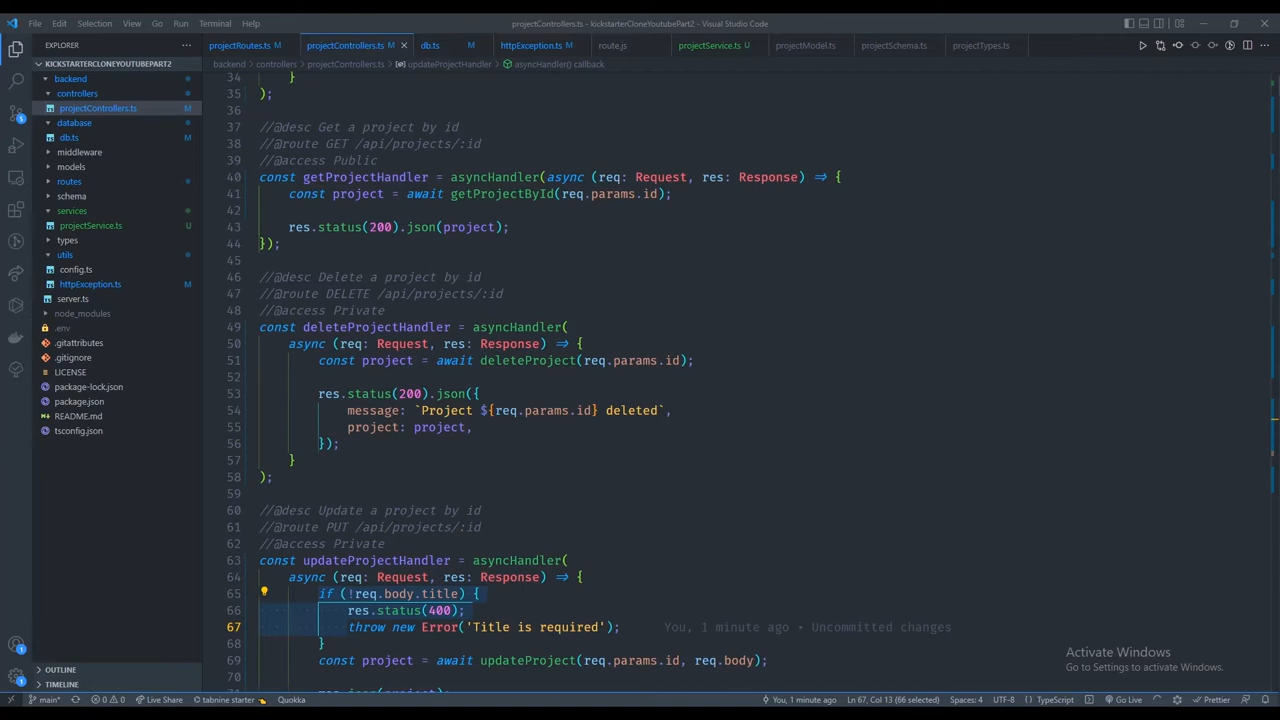 File Edit Selection View Go Run Terminal Help
projectControllers.ts - kickstarterCloneYoutubePart2 - Visual Studio Code
EXPLORER
KICKSTARTERCLONEYOUTUBEPART2
backend
controllers
projectControllers.ts M
database
db.ts M
middleware
models
routes
schema
services
projectService.ts U
types
utils
config.ts
httpException.ts M
server.ts
node_modules
.env
.gitattributes
.gitignore
LICENSE
package-lock.json
package.json
README.md
tsconfig.json
OUTLINE
TIMELINE
projectRoutes.ts M projectControllers.ts M db.ts M httpException.ts M route.js projectService.ts U projectModel.ts projectSchema.ts projectTypes.ts
backend > controllers > projectControllers.ts > updateProjectHandler > asyncHandler() callback
34 }
35 );
36
37 //@desc Get a project by id
38 //@route GET /api/projects/:id
39 //@access Public
40 const getProjectHandler = asyncHandler(async (req: Request, res: Response) => {
41 const project = await getProjectById(req.params.id);
42
43 res.status(200).json(project);
44 });
45
46 //@desc Delete a project by id
47 //@route DELETE /api/projects/:id
48 //@access Private
49 const deleteProjectHandler = asyncHandler(
50 async (req: Request, res: Response) => {
51 const project = await deleteProject(req.params.id);
52
53 res.status(200).json({
54 message: `Project ${req.params.id} deleted`,
55 project: project,
56 });
57 }
58 );
59
60 //@desc Update a project by id
61 //@route PUT /api/projects/:id
62 //@access Private
63 const updateProjectHandler = asyncHandler(
64 async (req: Request, res: Response) => {
65 if (!req.body.title) {
66 res.status(400);
67 throw new Error('Title is required'); You, 1 minute ago • Uncommitted changes
68 }
69 const project = await updateProject(req.params.id, req.body);
70
Activate Windows
Go to Settings to activate Windows.
main* 0 0 Live Share tabnine starter Quokka You, 1 minute ago Ln 67, Col 13 (66 selected) Spaces: 4 UTF-8 {} TypeScript Go Live Prettier